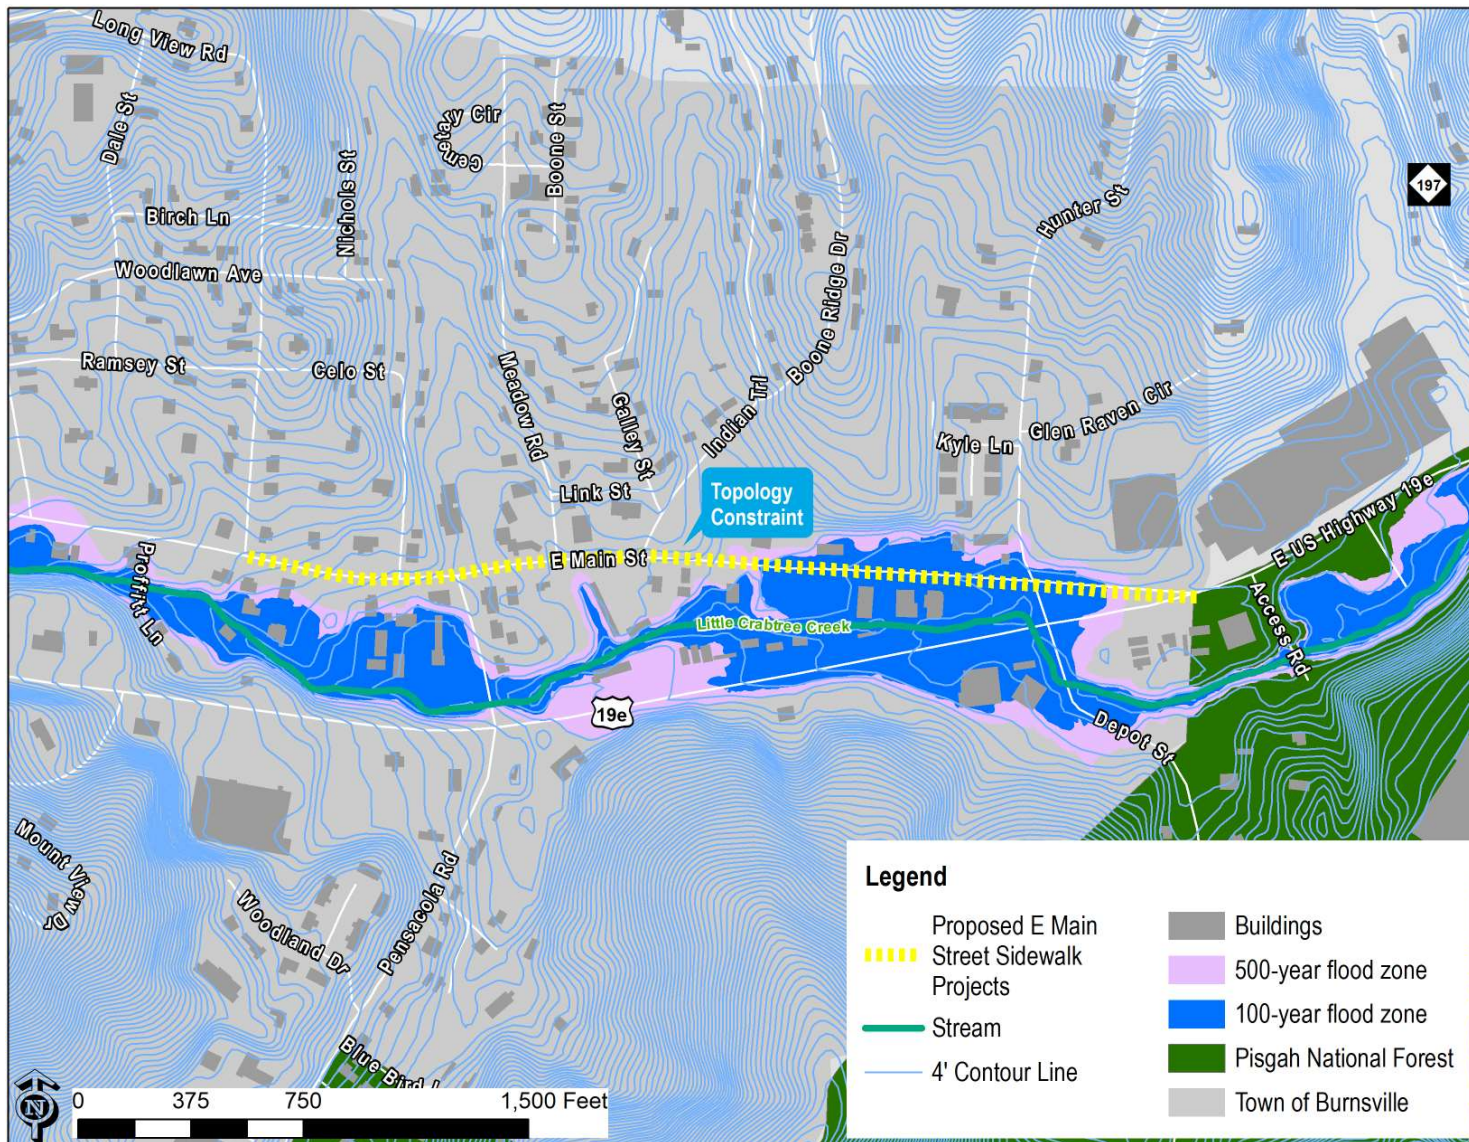 Long View Rd
Dale St
Cemetary Cir
Boone St
197
Nichols St
Birch Ln
Hunter St
Woodlawn Ave
Boone Ridge Dr
Ramsey St
Celo St
Meadow Rd
Galley St
Indian Trl
Kyle Ln
Glen Raven Cir
Link St
Topology
Constraint
E Main St
E US Highway 19e
Proffitt Ln
Access Rd
Little Crabtree Creek
19e
Depot St
Mount View Dr
Woodland Dr
Pensacola Rd
Blue Bird
Legend
Proposed E Main
Street Sidewalk
Projects
Stream
4' Contour Line
Buildings
500-year flood zone
100-year flood zone
Pisgah National Forest
Town of Burnsville
N
0 375 750 1,500 Feet